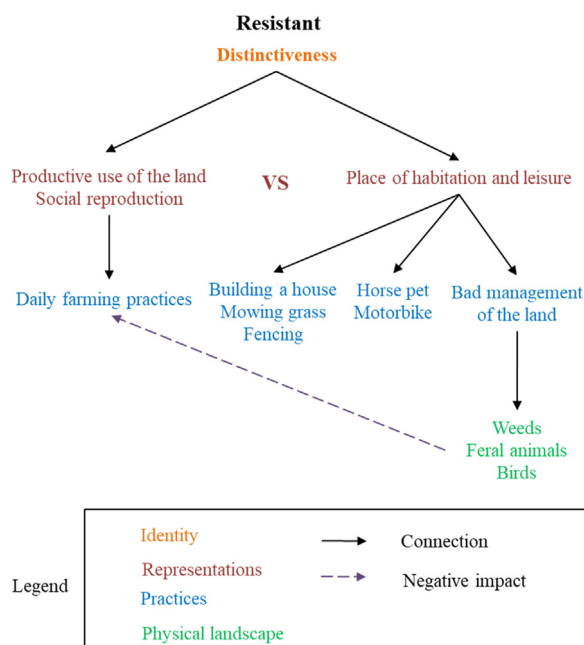 Resistant
Distinctiveness
Productive use of the land
Social reproduction
VS
Place of habitation and leisure
Daily farming practices
Building a house
Mowing grass
Fencing
Horse pet
Motorbike
Bad management
of the land
Weeds
Feral animals
Birds
Legend
Identity
Representations
Practices
Physical landscape
Connection
Negative impact